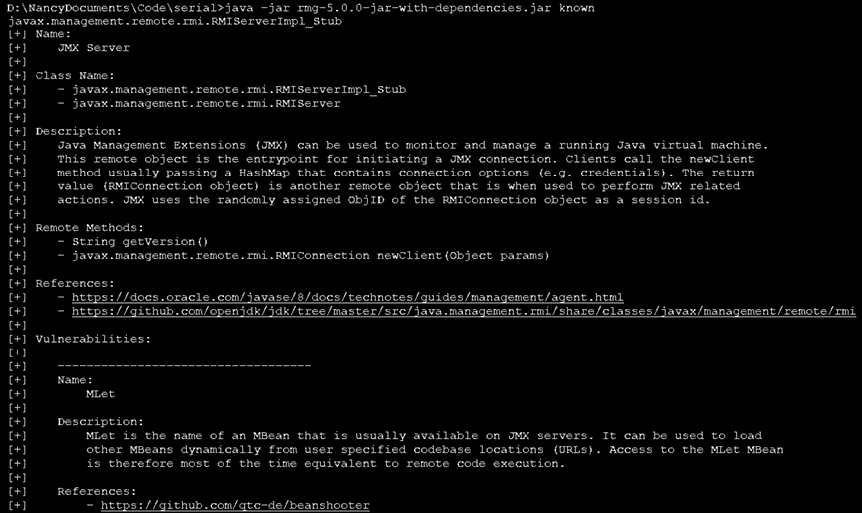 D:\NancyDocuments\Code\serial>java -jar rmg-5.0.0-jar-with-dependencies.jar known
javax.management.remote.rmi.RMIServerImpl_Stub
[+] Name:
[+]     JMX Server
[+]
[+] Class Name:
[+]     - javax.management.remote.rmi.RMIServerImpl_Stub
[+]     - javax.management.remote.rmi.RMIServer
[+]
[+] Description:
[+]     Java Management Extensions (JMX) can be used to monitor and manage a running Java virtual machine.
[+]     This remote object is the entrypoint for initiating a JMX connection. Clients call the newClient
[+]     method usually passing a HashMap that contains connection options (e.g. credentials). The return
[+]     value (RMIConnection object) is another remote object that is when used to perform JMX related
[+]     actions. JMX uses the randomly assigned ObjID of the RMIConnection object as a session id.
[+]
[+] Remote Methods:
[+]     - String getVersion()
[+]     - javax.management.remote.rmi.RMIConnection newClient(Object params)
[+]
[+] References:
[+]     - https://docs.oracle.com/javase/8/docs/technotes/guides/management/agent.html
[+]     - https://github.com/openjdk/jdk/tree/master/src/java.management.rmi/share/classes/javax/management/remote/rmi
[+]
[+] Vulnerabilities:
[+]
[+]     -----------------------------------
[+]     Name:
[+]         MLet
[+]
[+]     Description:
[+]         MLet is the name of an MBean that is usually available on JMX servers. It can be used to load
[+]         other MBeans dynamically from user specified codebase locations (URLs). Access to the MLet MBean
[+]         is therefore most of the time equivalent to remote code execution.
[+]
[+]     References:
[+]         - https://github.com/qtc-de/beanshooter